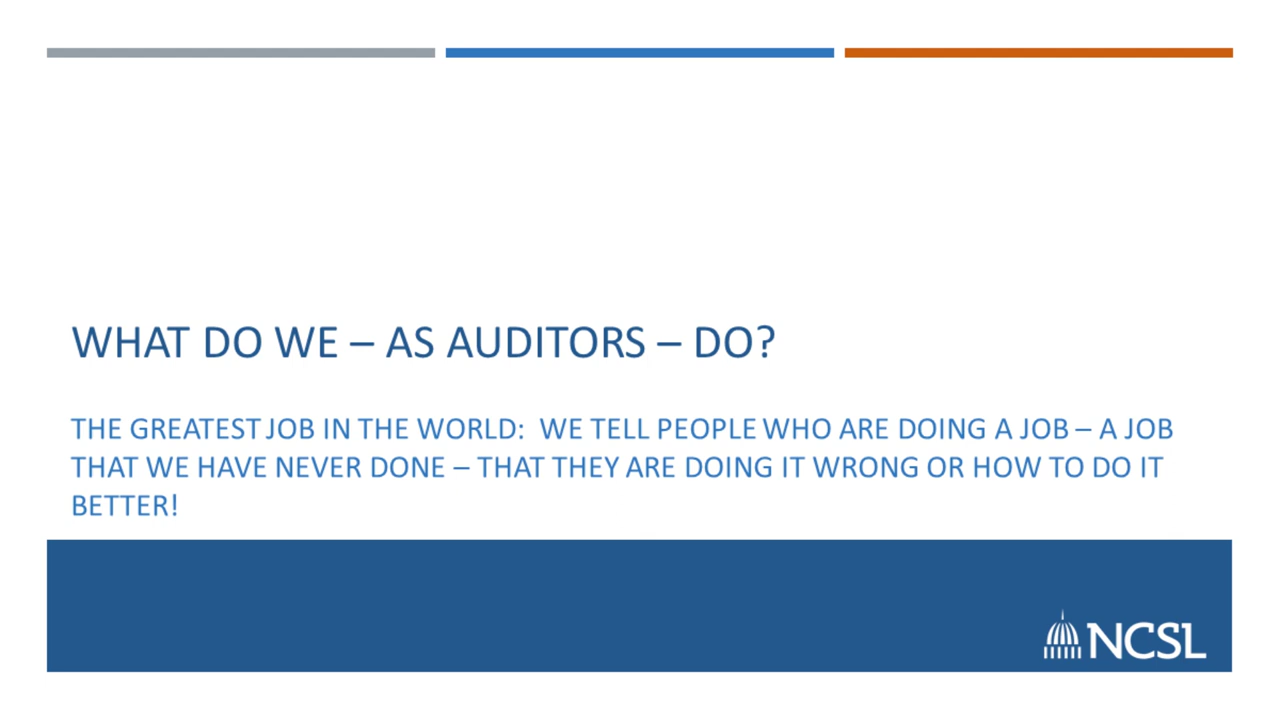 WHAT DO WE – AS AUDITORS – DO?
THE GREATEST JOB IN THE WORLD: WE TELL PEOPLE WHO ARE DOING A JOB – A JOB
THAT WE HAVE NEVER DONE – THAT THEY ARE DOING IT WRONG OR HOW TO DO IT
BETTER!
NCSL